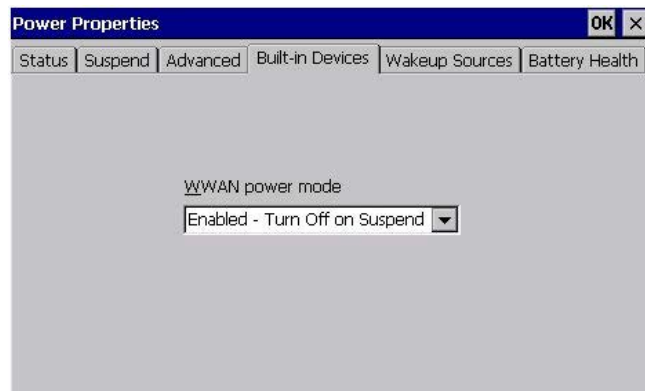 Power Properties OK ×
Status Suspend Advanced Built-in Devices Wakeup Sources Battery Health
WWAN power mode
Enabled - Turn Off on Suspend